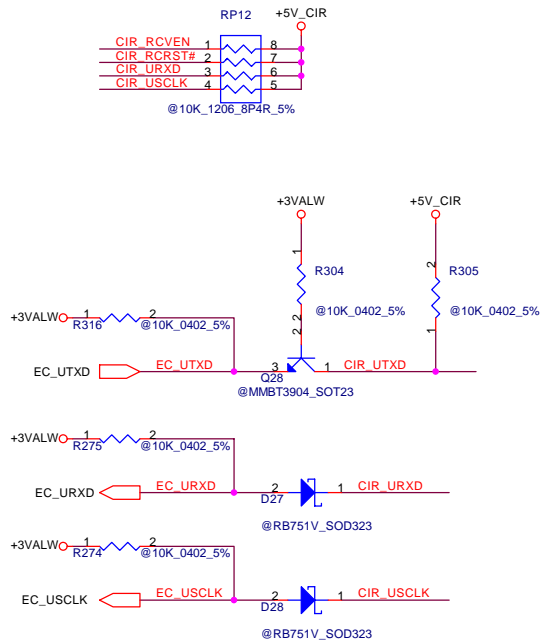 RP12 +5V_CIR
CIR_RCVEN 1 8
CIR_RCRST# 2 7
CIR_URXD 3 6
CIR_USCLK 4 5
@10K_1206_8P4R_5%
+3VALW +5V_CIR
1 2
R304 R305
@10K_0402_5% @10K_0402_5%
+3VALW 1 2 2 1
R316 @10K_0402_5% 2
EC_UTXD EC_UTXD 3 1 CIR_UTXD
Q28
@MMBT3904_SOT23
+3VALW 1 2
R275 @10K_0402_5%
EC_URXD EC_URXD 2 1 CIR_URXD
D27
@RB751V_SOD323
+3VALW 1 2
R274 @10K_0402_5%
EC_USCLK EC_USCLK 2 1 CIR_USCLK
D28
@RB751V_SOD323